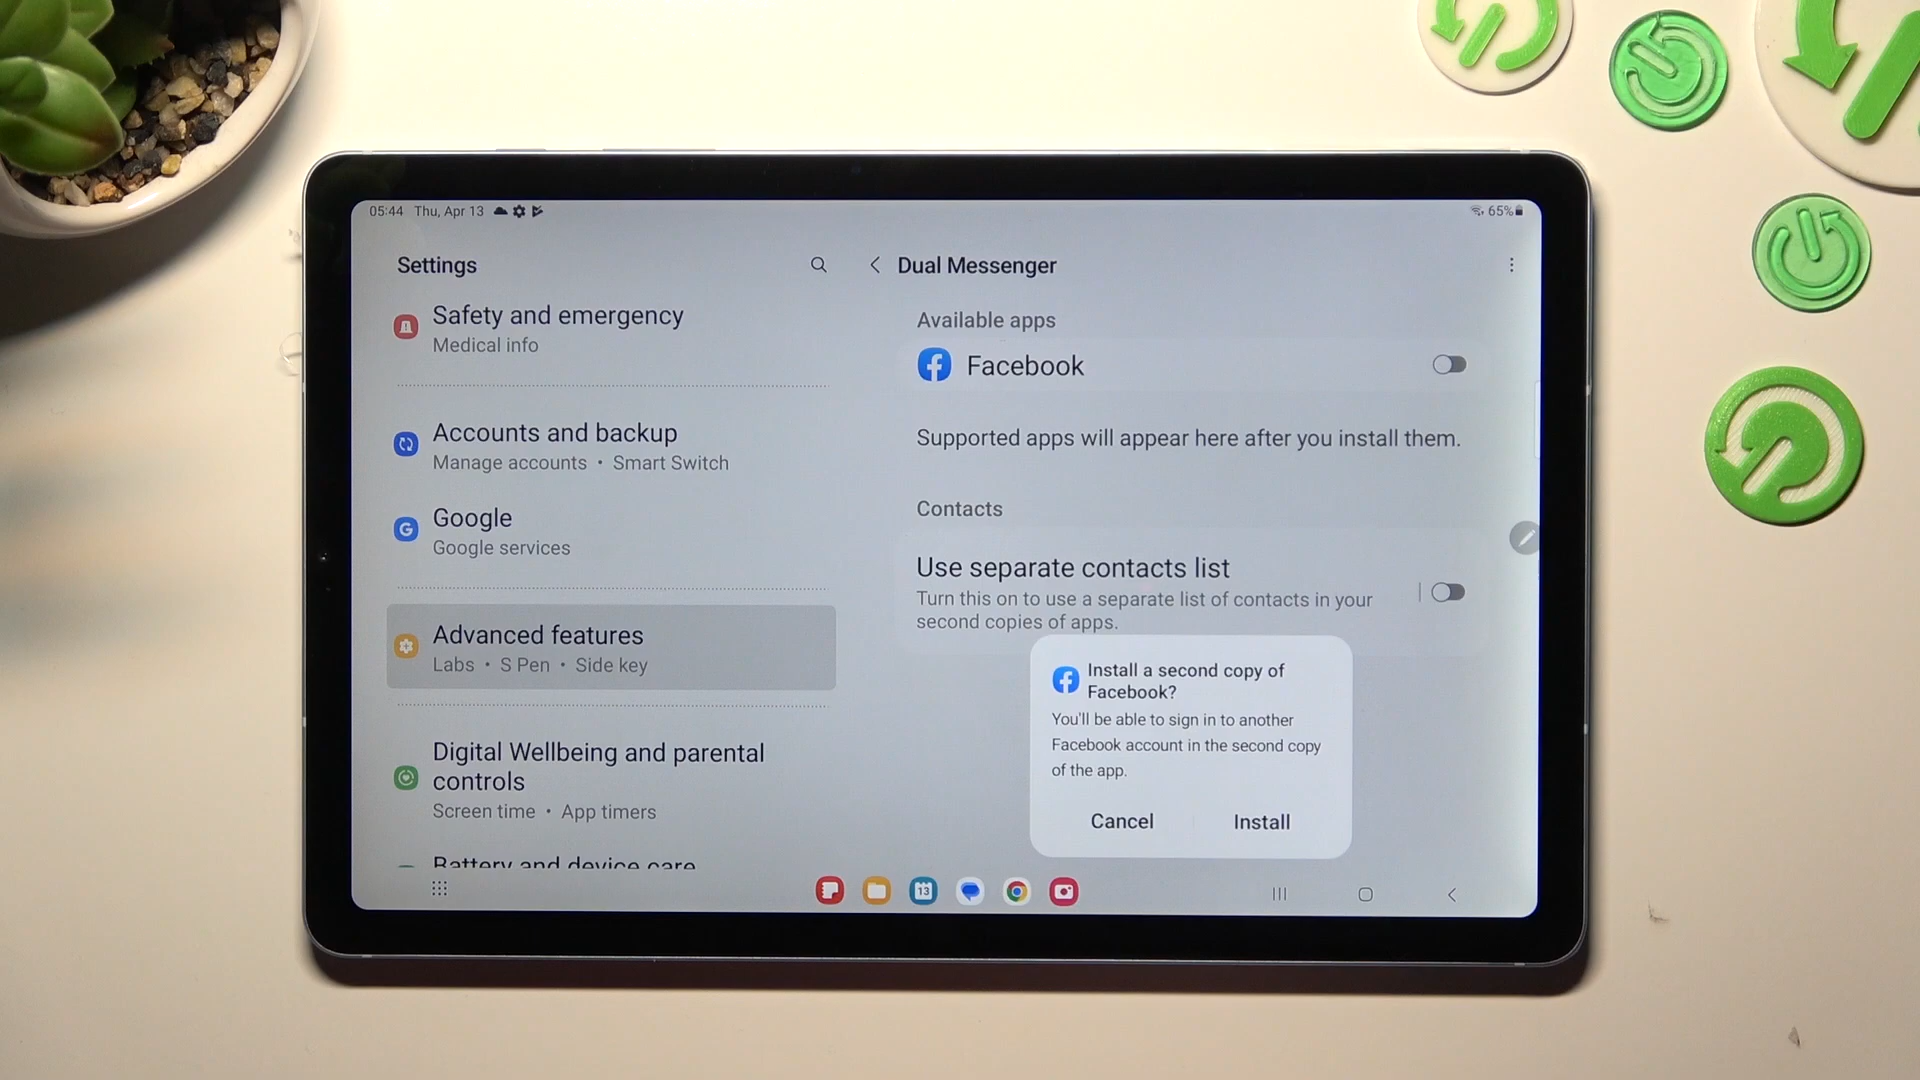 05:44 Thu, Apr 13
65%
Settings
Safety and emergency
Medical info
Accounts and backup
Manage accounts • Smart Switch
Google
Google services
Advanced features
Labs • S Pen • Side key
Digital Wellbeing and parental
controls
Screen time • App timers
Battery and device care
Dual Messenger
Available apps
Facebook
Supported apps will appear here after you install them.
Contacts
Use separate contacts list
Turn this on to use a separate list of contacts in your
second copies of apps.
Install a second copy of
Facebook?
You'll be able to sign in to another
Facebook account in the second copy
of the app.
Cancel
Install
13